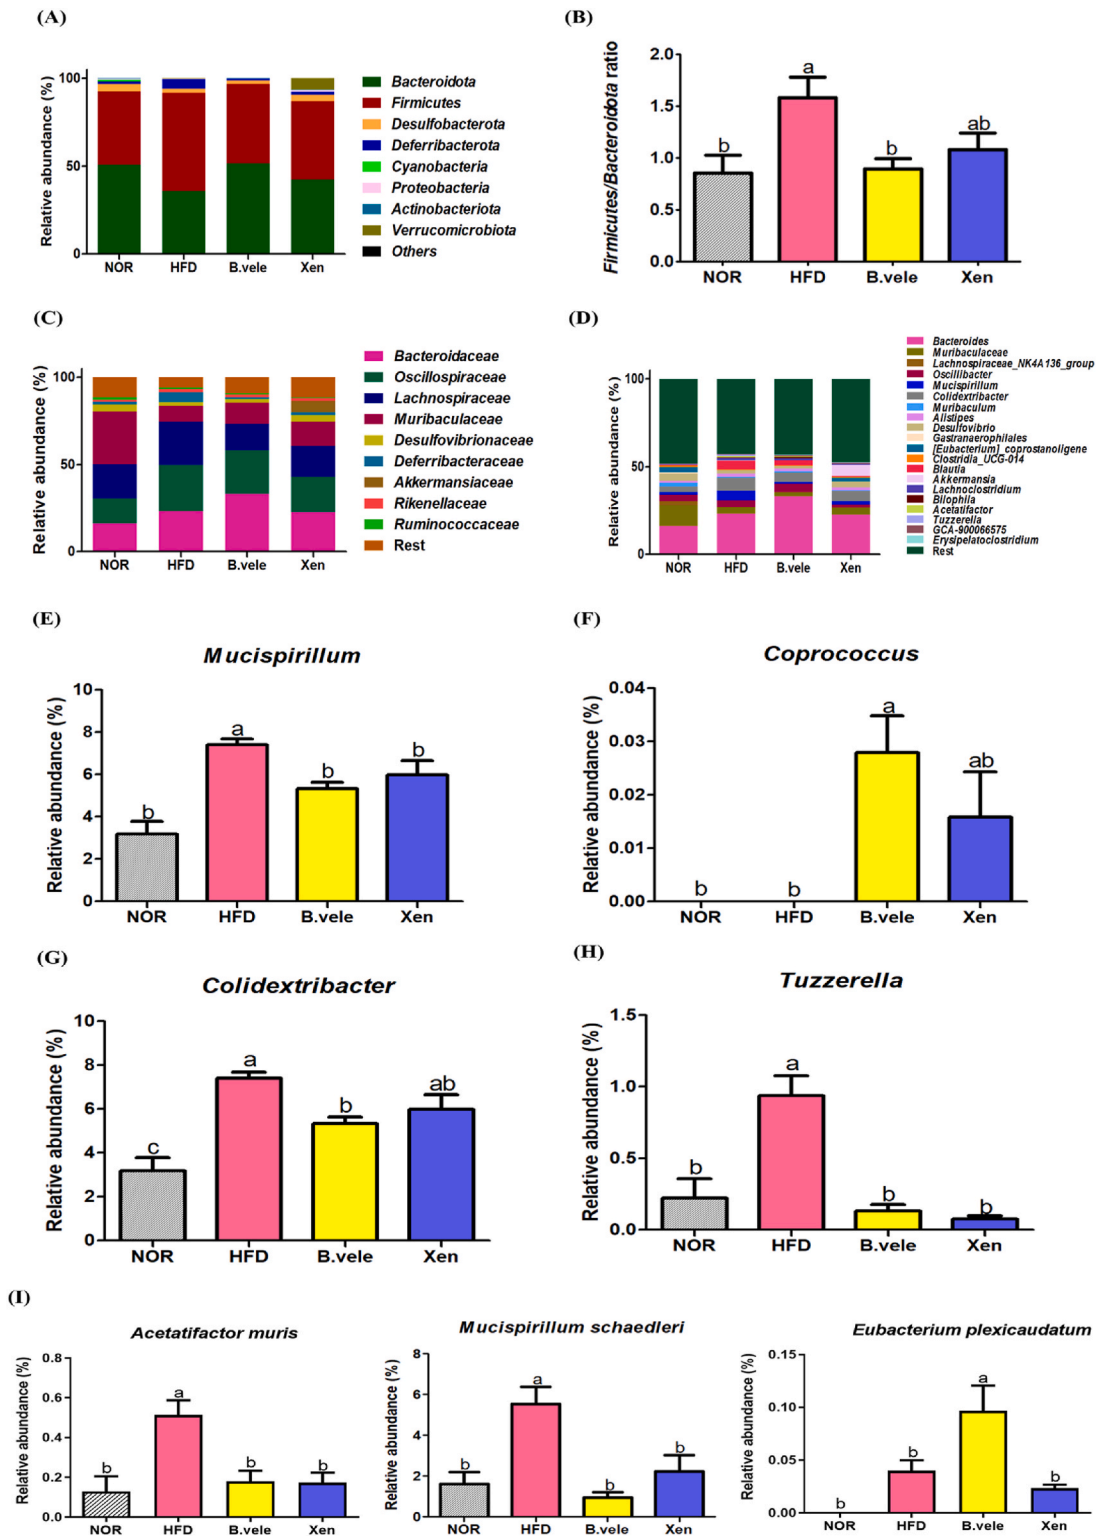 (A)
Relative abundance (%)
100
50
0
NOR HFD B.vele Xen
Bacteroidota
Firmicutes
Desulfobacterota
Deferribacterota
Cyanobacteria
Proteobacteria
Actinobacteriota
Verrucomicrobiota
Others
(B)
Firmicutes/Bacteroidota ratio
2.0
1.5
1.0
0.5
0.0
b a b ab
NOR HFD B.vele Xen
(C)
Relative abundance (%)
100
50
0
NOR HFD B.vele Xen
Bacteroidaceae
Oscillospiraceae
Lachnospiraceae
Muribaculaceae
Desulfovibrionaceae
Deferribacteraceae
Akkermansiaceae
Rikenellaceae
Ruminococcaceae
Rest
(D)
Relative abundance (%)
100
50
0
NOR HFD B.vele Xen
Bacteroides
Muribaculaceae
Lachnospiraceae_NK4A136_group
Oscillibacter
Mucispirillum
Colidextribacter
Muribaculum
Alistipes
Desulfovibrio
Gastranaerophilales
[Eubacterium]_coprostanoligene
Clostridia_UCG-014
Blautia
Akkermansia
Lachnoclostridium
Bilophila
Acetatifactor
Tuzzerella
GCA-900066575
Erysipelatoclostridium
Rest
(E)
Mucispirillum
Relative abundance (%)
10
8
6
4
2
0
b a b b
NOR HFD B.vele Xen
(F)
Coprococcus
Relative abundance (%)
0.04
0.03
0.02
0.01
0.00
b b a ab
NOR HFD B.vele Xen
(G)
Colidextribacter
Relative abundance (%)
10
8
6
4
2
0
c a b ab
NOR HFD B.vele Xen
(H)
Tuzzerella
Relative abundance (%)
1.5
1.0
0.5
0.0
b a b b
NOR HFD B.vele Xen
(I)
Acetatifactor muris
Relative abundance (%)
0.8
0.6
0.4
0.2
0.0
b a b b
NOR HFD B.vele Xen
Mucispirillum schaedleri
Relative abundance (%)
8
6
4
2
0
b a b b
NOR HFD B.vele Xen
Eubacterium plexicaudatum
Relative abundance (%)
0.15
0.10
0.05
0.00
b b a b
NOR HFD B.vele Xen